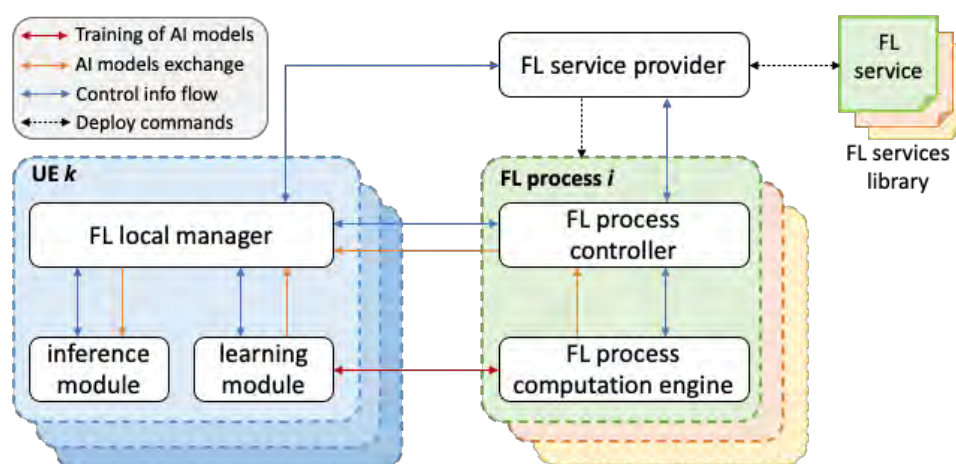 Training of AI models
AI models exchange
Control info flow
Deploy commands
FL service provider
FL
service
FL services
library
UE k
FL local manager
inference
module
learning
module
FL process i
FL process
controller
FL process
computation engine